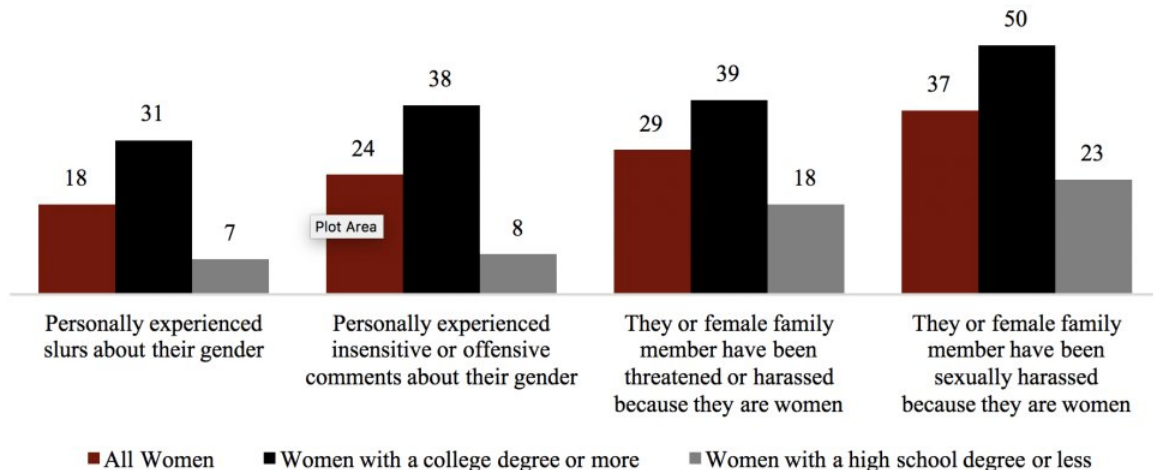 50
38
39
37
31
29
24
23
18
18
7
8
Plot Area
Personally experienced
slurs about their gender
Personally experienced
insensitive or offensive
comments about their gender
They or female family
member have been
threatened or harassed
because they are women
They or female family
member have been
sexually harassed
because they are women
All Women
Women with a college degree or more
Women with a high school degree or less